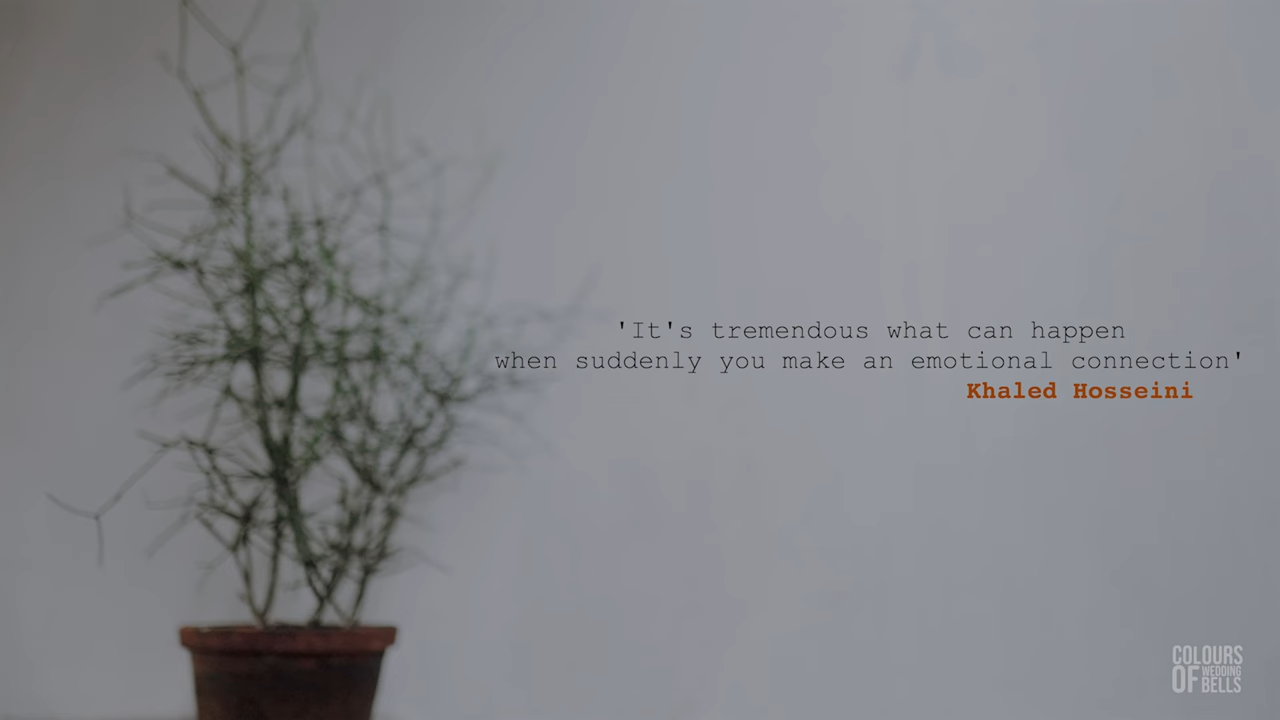 'It's tremendous what can happen
when suddenly you make an emotional connection'
Khaled Hosseini
COLOURS
OF WEDDING
BELLS